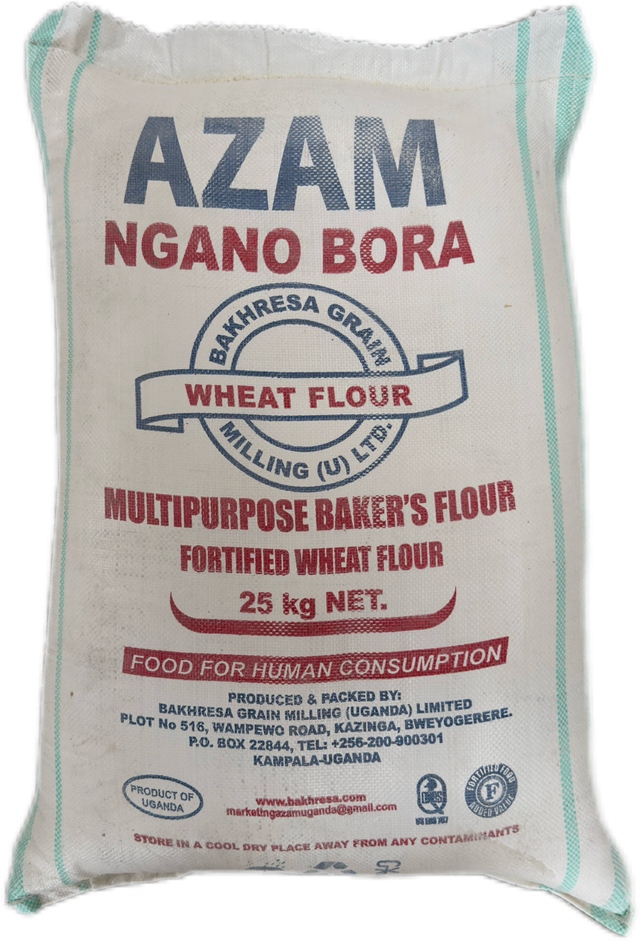 AZAM
NGANO BORA
BAKHRESA GRAIN
WHEAT FLOUR
MILLING (U) LTD.
MULTIPURPOSE BAKER'S FLOUR
FORTIFIED WHEAT FLOUR
25 kg NET.
FOOD FOR HUMAN CONSUMPTION
PRODUCED & PACKED BY:
BAKHRESA GRAIN MILLING (UGANDA) LIMITED
PLOT No 516, WAMPEWO ROAD, KAZINGA, BWEYOGERERE.
P.O. BOX 22844, TEL: +256-200-900301
KAMPALA-UGANDA
PRODUCT OF
UGANDA
www.bakhresa.com
marketingazamuganda@gmail.com
FORTIFIED FOOD
F
STORE IN A COOL DRY PLACE AWAY FROM ANY CONTAMINANTS